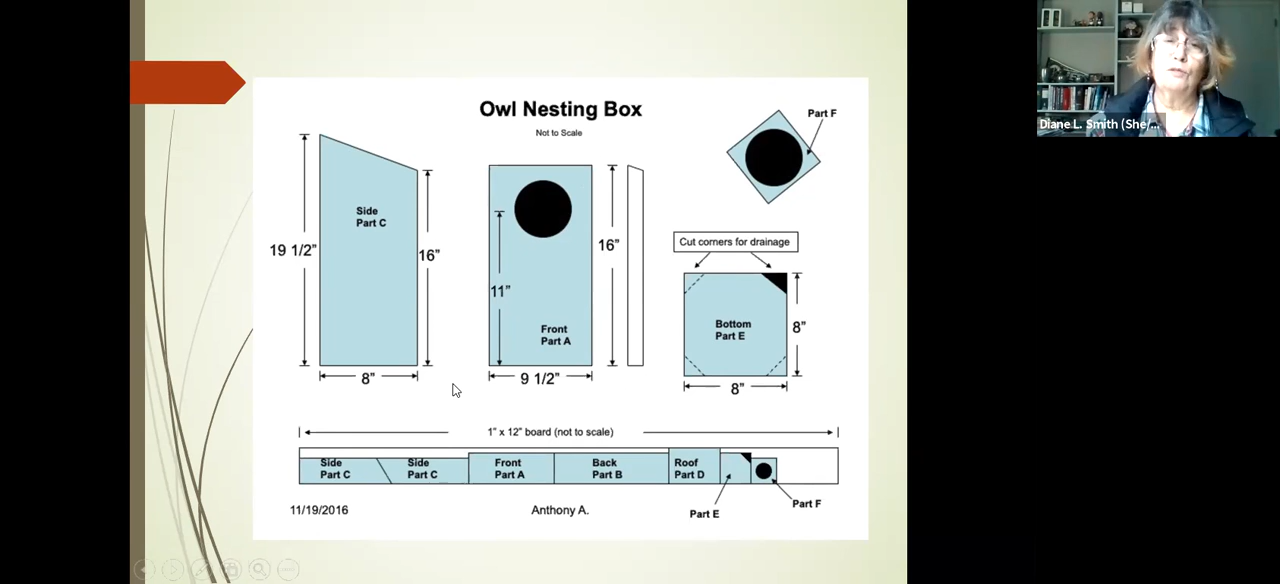 Owl Nesting Box
Not to Scale
Part F
Side
Part C
19 1/2”
16”
8”
11”
Front
Part A
16”
9 1/2”
Cut corners for drainage
Bottom
Part E
8”
8”
1” x 12” board (not to scale)
Side
Part C
Side
Part C
Front
Part A
Back
Part B
Roof
Part D
Part E
Part F
11/19/2016
Anthony A.
Diane L. Smith (She/...